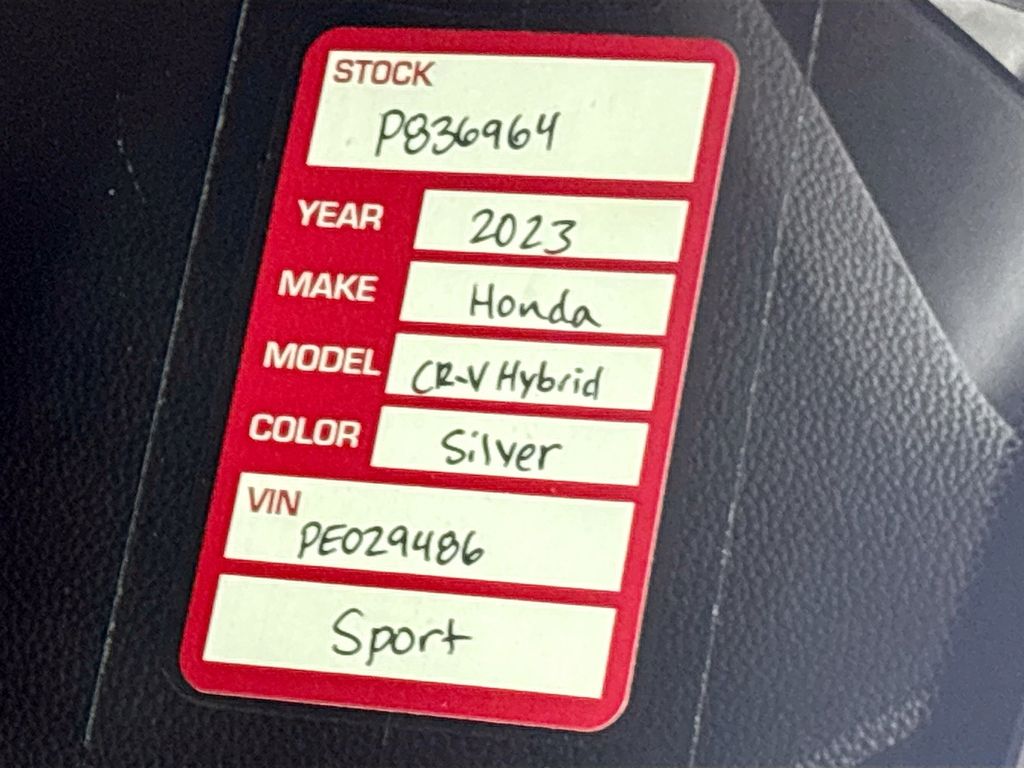 STOCK
P836964
YEAR 2023
MAKE Honda
MODEL CR-V Hybrid
COLOR Silver
VIN
PE029486
Sport